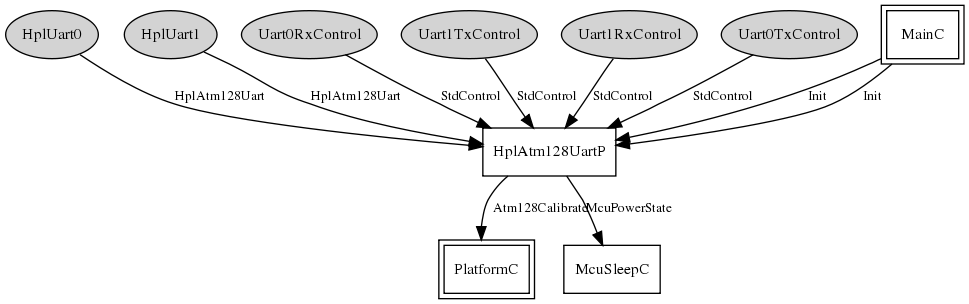 HplUart0
HplUart1
Uart0RxControl
Uart1TxControl
Uart1RxControl
Uart0TxControl
MainC
HplAtm128Uart
HplAtm128Uart
StdControl
StdControl
StdControl
StdControl
Init
Init
HplAtm128UartP
Atm128Calibrate
McuPowerState
PlatformC
McuSleepC